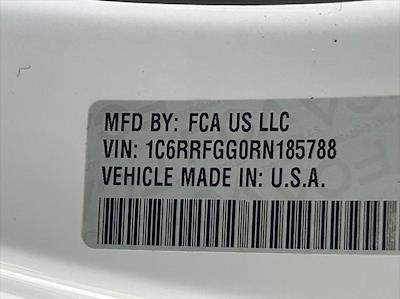 MFD BY: FCA US LLC
VIN: 1C6RRFGG0RN185788
VEHICLE MADE IN: U.S.A.